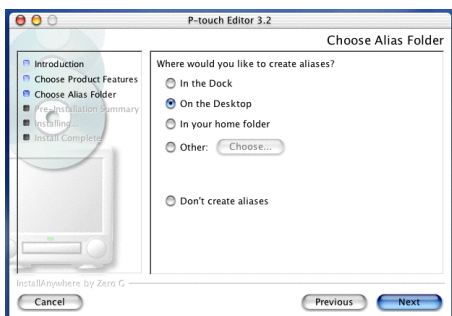 P-touch Editor 3.2
Choose Alias Folder
Introduction
Choose Product Features
Choose Alias Folder
Pre-Installation Summary
Installing...
Install Complete
Where would you like to create aliases?
In the Dock
On the Desktop
In your home folder
Other: Choose...
Don't create aliases
InstallAnywhere by Zero G
Cancel
Previous
Next